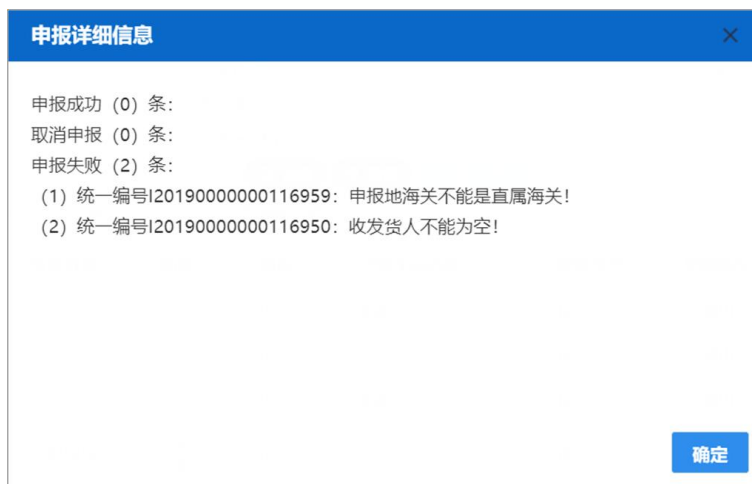 申报详细信息
申报成功（0）条：
取消申报（0）条：
申报失败（2）条：
（1）统一编号I20190000000116959：申报地海关不能是直属海关！
（2）统一编号I20190000000116950：收发货人不能为空！
确定